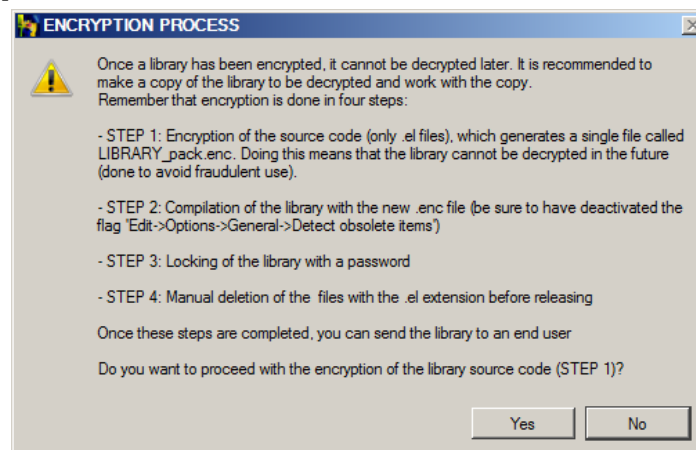 ENCRYPTION PROCESS
Once a library has been encrypted, it cannot be decrypted later. It is recommended to
make a copy of the library to be decrypted and work with the copy.
Remember that encryption is done in four steps:
- STEP 1: Encryption of the source code (only .el files), which generates a single file called
LIBRARY_pack.enc. Doing this means that the library cannot be decrypted in the future
(done to avoid fraudulent use).
- STEP 2: Compilation of the library with the new .enc file (be sure to have deactivated the
flag 'Edit->Options->General->Detect obsolete items')
- STEP 3: Locking of the library with a password
- STEP 4: Manual deletion of the  files with the .el extension before releasing
Once these steps are completed, you can send the library to an end user
Do you want to proceed with the encryption of the library source code (STEP 1)?
Yes
No